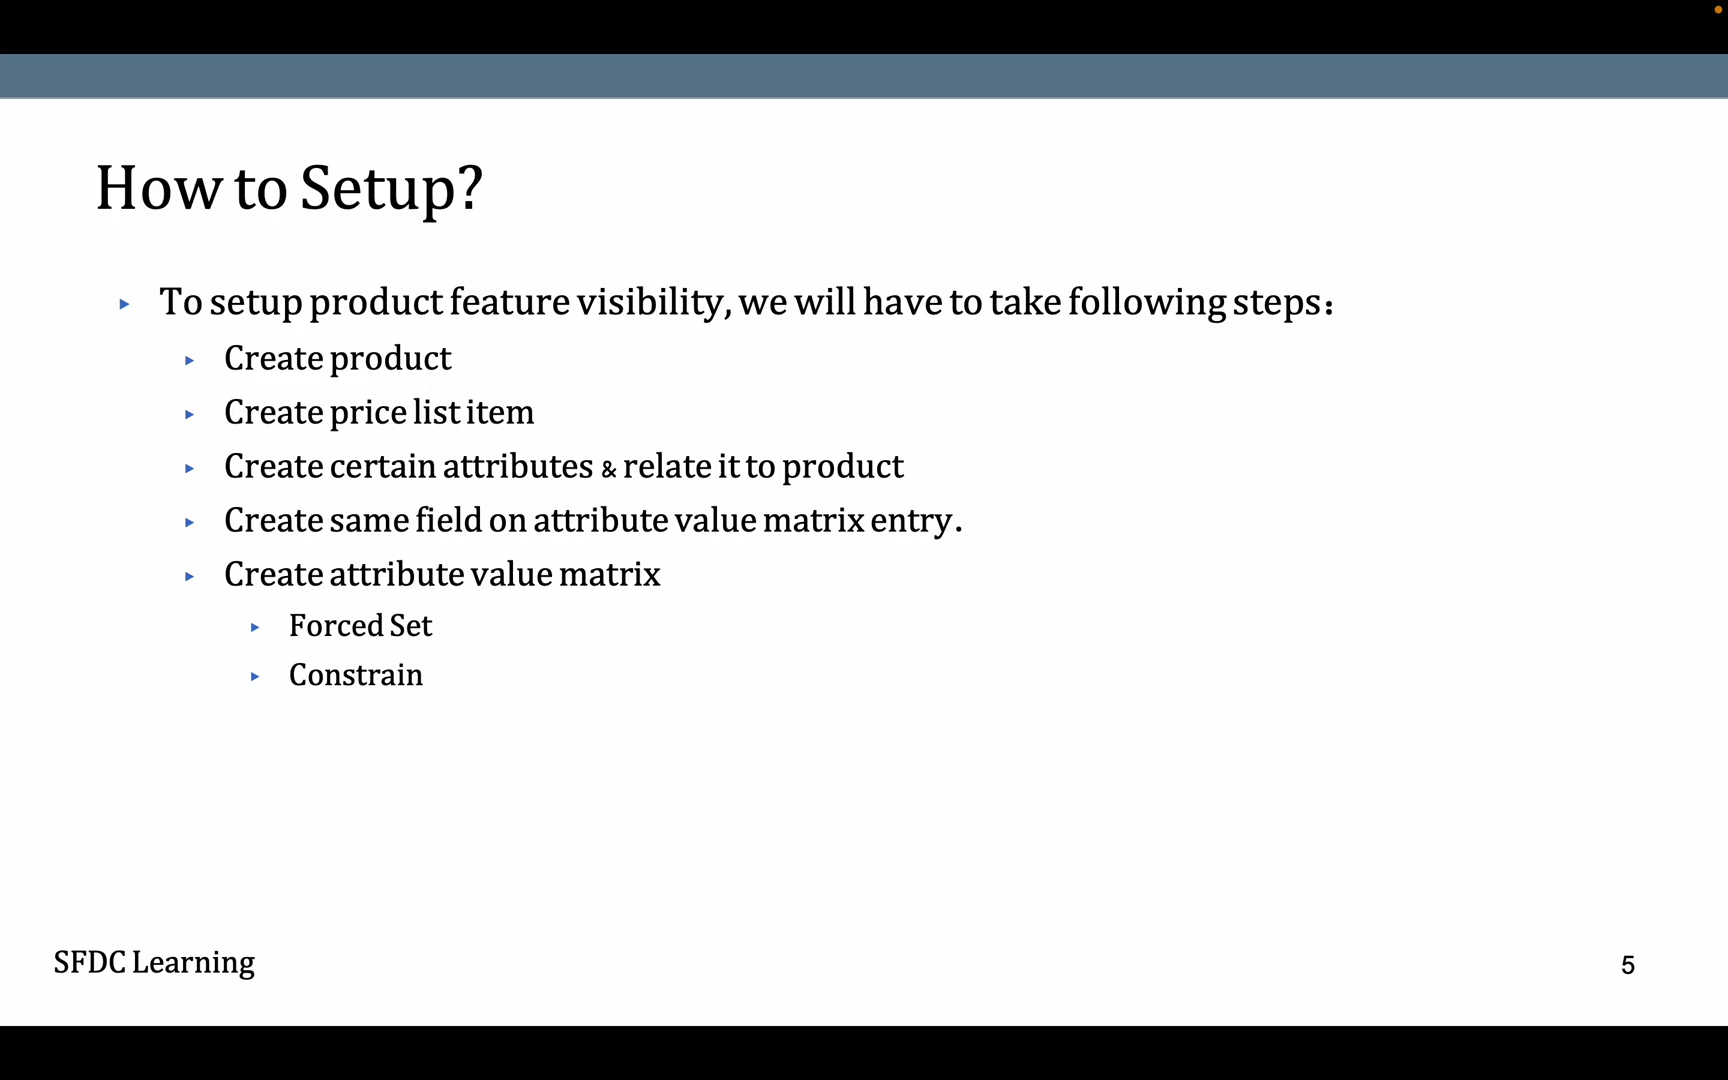 How to Setup?
To setup product feature visibility, we will have to take following steps:
Create product
Create price list item
Create certain attributes & relate it to product
Create same field on attribute value matrix entry.
Create attribute value matrix
Forced Set
Constrain
SFDC Learning
5